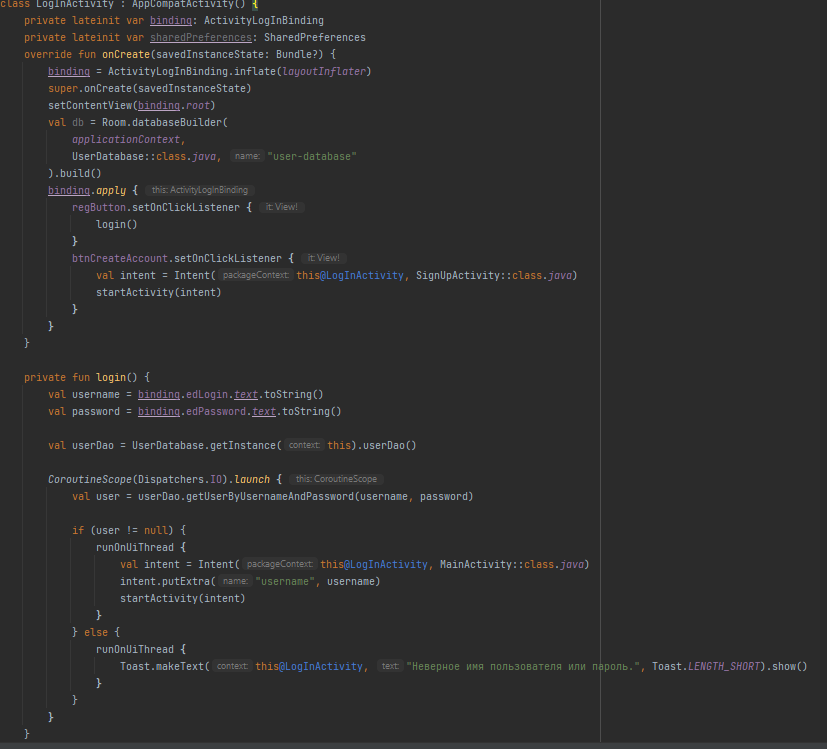 class LogInActivity : AppCompatActivity() {
private lateinit var binding: ActivityLogInBinding
private lateinit var sharedPreferences: SharedPreferences
override fun onCreate(savedInstanceState: Bundle?) {
binding = ActivityLogInBinding.inflate(layoutInflater)
super.onCreate(savedInstanceState)
setContentView(binding.root)
val db = Room.databaseBuilder(
applicationContext,
UserDatabase::class.java, name: "user-database"
).build()
binding.apply { this: ActivityLogInBinding
regButton.setOnClickListener { it: View!
login()
}
btnCreateAccount.setOnClickListener { it: View!
val intent = Intent( packageContext: this@LogInActivity, SignUpActivity::class.java)
startActivity(intent)
}
}
}
private fun login() {
val username = binding.edLogin.text.toString()
val password = binding.edPassword.text.toString()
val userDao = UserDatabase.getInstance( context: this).userDao()
CoroutineScope(Dispatchers.IO).launch { this: CoroutineScope
val user = userDao.getUserByUsernameAndPassword(username, password)
if (user != null) {
runOnUiThread {
val intent = Intent( packageContext: this@LogInActivity, MainActivity::class.java)
intent.putExtra( name: "username", username)
startActivity(intent)
}
} else {
runOnUiThread {
Toast.makeText( context: this@LogInActivity, text: "Неверное имя пользователя или пароль.", Toast.LENGTH_SHORT).show()
}
}
}
}